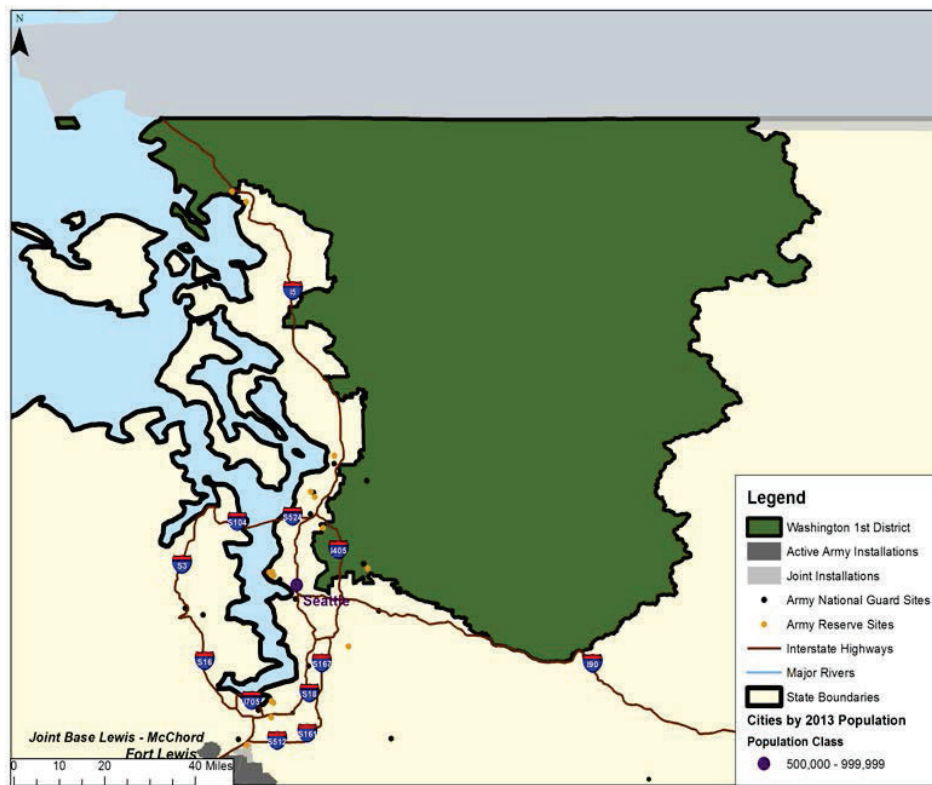 N
I5
S104
S524
I405
S3
Seattle
S16
S167
I90
I705
S18
S161
S512
Joint Base Lewis - McChord
Fort Lewis
0 10 20 40 Miles
Legend
Washington 1st District
Active Army Installations
Joint Installations
Army National Guard Sites
Army Reserve Sites
Interstate Highways
Major Rivers
State Boundaries
Cities by 2013 Population
Population Class
500,000 - 999,999